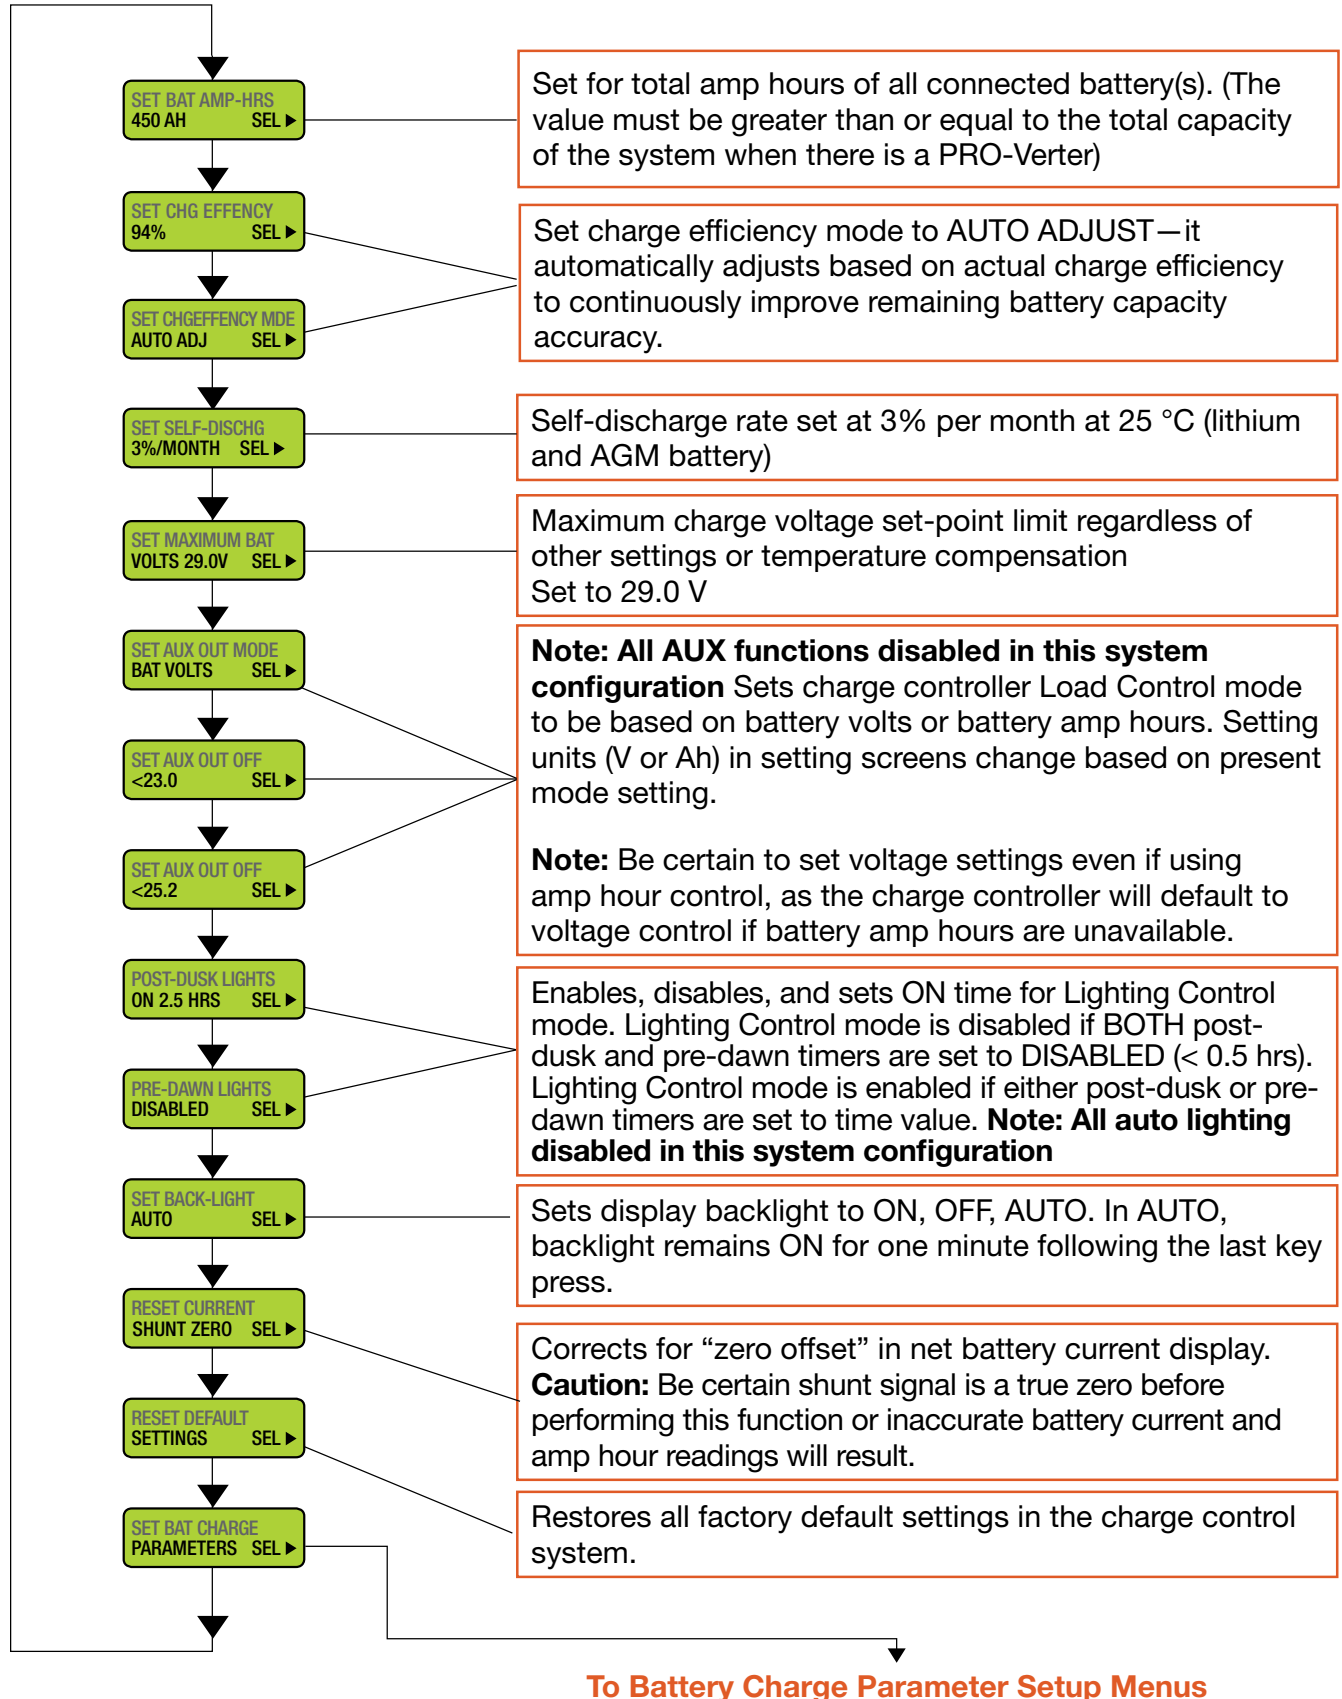 SET BAT AMP-HRS
450 AH SEL ▶
Set for total amp hours of all connected battery(s). (The
value must be greater than or equal to the total capacity
of the system when there is a PRO-Verter)
SET CHG EFFENCY
94% SEL ▶
SET CHGEFFENCY MDE
AUTO ADJ SEL ▶
Set charge efficiency mode to AUTO ADJUST—it
automatically adjusts based on actual charge efficiency
to continuously improve remaining battery capacity
accuracy.
SET SELF-DISCHG
3%/MONTH SEL ▶
Self-discharge rate set at 3% per month at 25 °C (lithium
and AGM battery)
SET MAXIMUM BAT
VOLTS 29.0V SEL ▶
Maximum charge voltage set-point limit regardless of
other settings or temperature compensation
Set to 29.0 V
SET AUX OUT MODE
BAT VOLTS SEL ▶
SET AUX OUT OFF
<23.0 SEL ▶
SET AUX OUT OFF
<25.2 SEL ▶
Note: All AUX functions disabled in this system
configuration Sets charge controller Load Control mode
to be based on battery volts or battery amp hours. Setting
units (V or Ah) in setting screens change based on present
mode setting.
Note: Be certain to set voltage settings even if using
amp hour control, as the charge controller will default to
voltage control if battery amp hours are unavailable.
POST-DUSK LIGHTS
ON 2.5 HRS SEL ▶
PRE-DAWN LIGHTS
DISABLED SEL ▶
Enables, disables, and sets ON time for Lighting Control
mode. Lighting Control mode is disabled if BOTH post-
dusk and pre-dawn timers are set to DISABLED (< 0.5 hrs).
Lighting Control mode is enabled if either post-dusk or pre-
dawn timers are set to time value. Note: All auto lighting
disabled in this system configuration
SET BACK-LIGHT
AUTO SEL ▶
Sets display backlight to ON, OFF, AUTO. In AUTO,
backlight remains ON for one minute following the last key
press.
RESET CURRENT
SHUNT ZERO SEL ▶
Corrects for “zero offset” in net battery current display.
Caution: Be certain shunt signal is a true zero before
performing this function or inaccurate battery current and
amp hour readings will result.
RESET DEFAULT
SETTINGS SEL ▶
Restores all factory default settings in the charge control
system.
SET BAT CHARGE
PARAMETERS SEL ▶
To Battery Charge Parameter Setup Menus